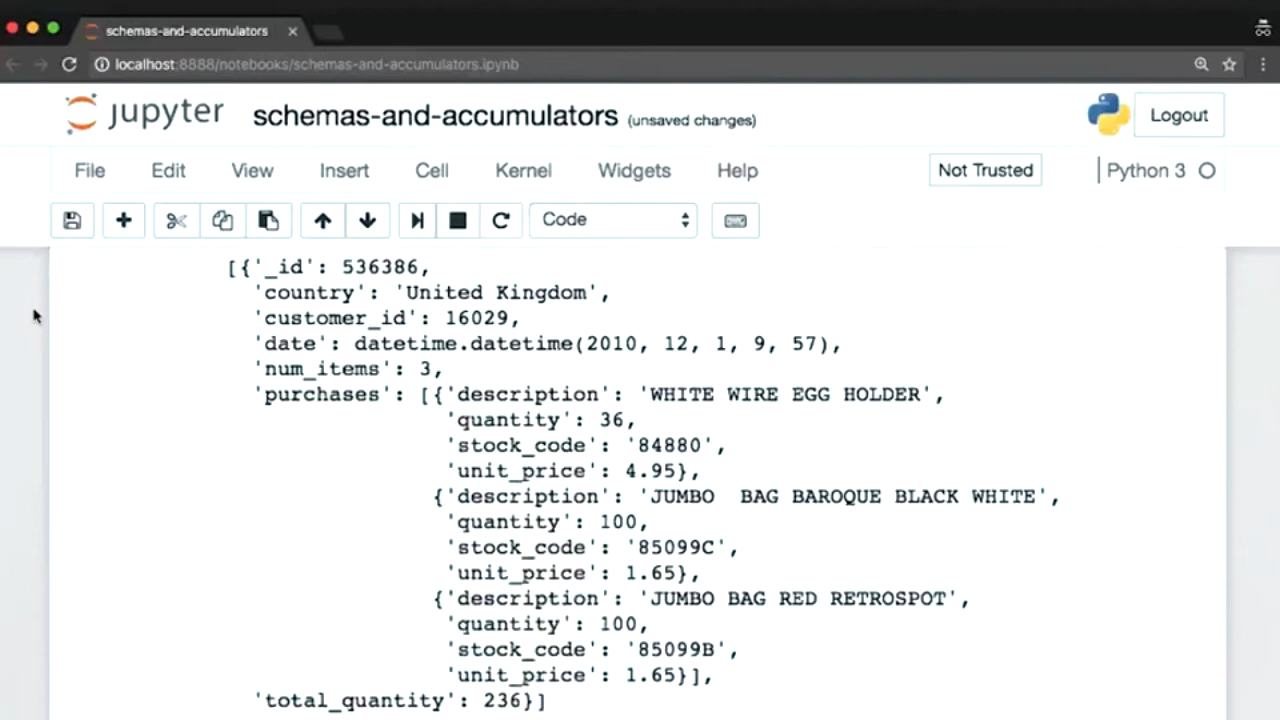 schemas-and-accumulators
localhost:8888/notebooks/schemas-and-accumulators.ipynb
jupyter schemas-and-accumulators (unsaved changes) Logout
File Edit View Insert Cell Kernel Widgets Help Not Trusted Python 3
Code
[{'_id': 536386,
'country': 'United Kingdom',
'customer_id': 16029,
'date': datetime.datetime(2010, 12, 1, 9, 57),
'num_items': 3,
'purchases': [{'description': 'WHITE WIRE EGG HOLDER',
'quantity': 36,
'stock_code': '84880',
'unit_price': 4.95},
{'description': 'JUMBO  BAG BAROQUE BLACK WHITE',
'quantity': 100,
'stock_code': '85099C',
'unit_price': 1.65},
{'description': 'JUMBO BAG RED RETROSPOT',
'quantity': 100,
'stock_code': '85099B',
'unit_price': 1.65}],
'total_quantity': 236}]